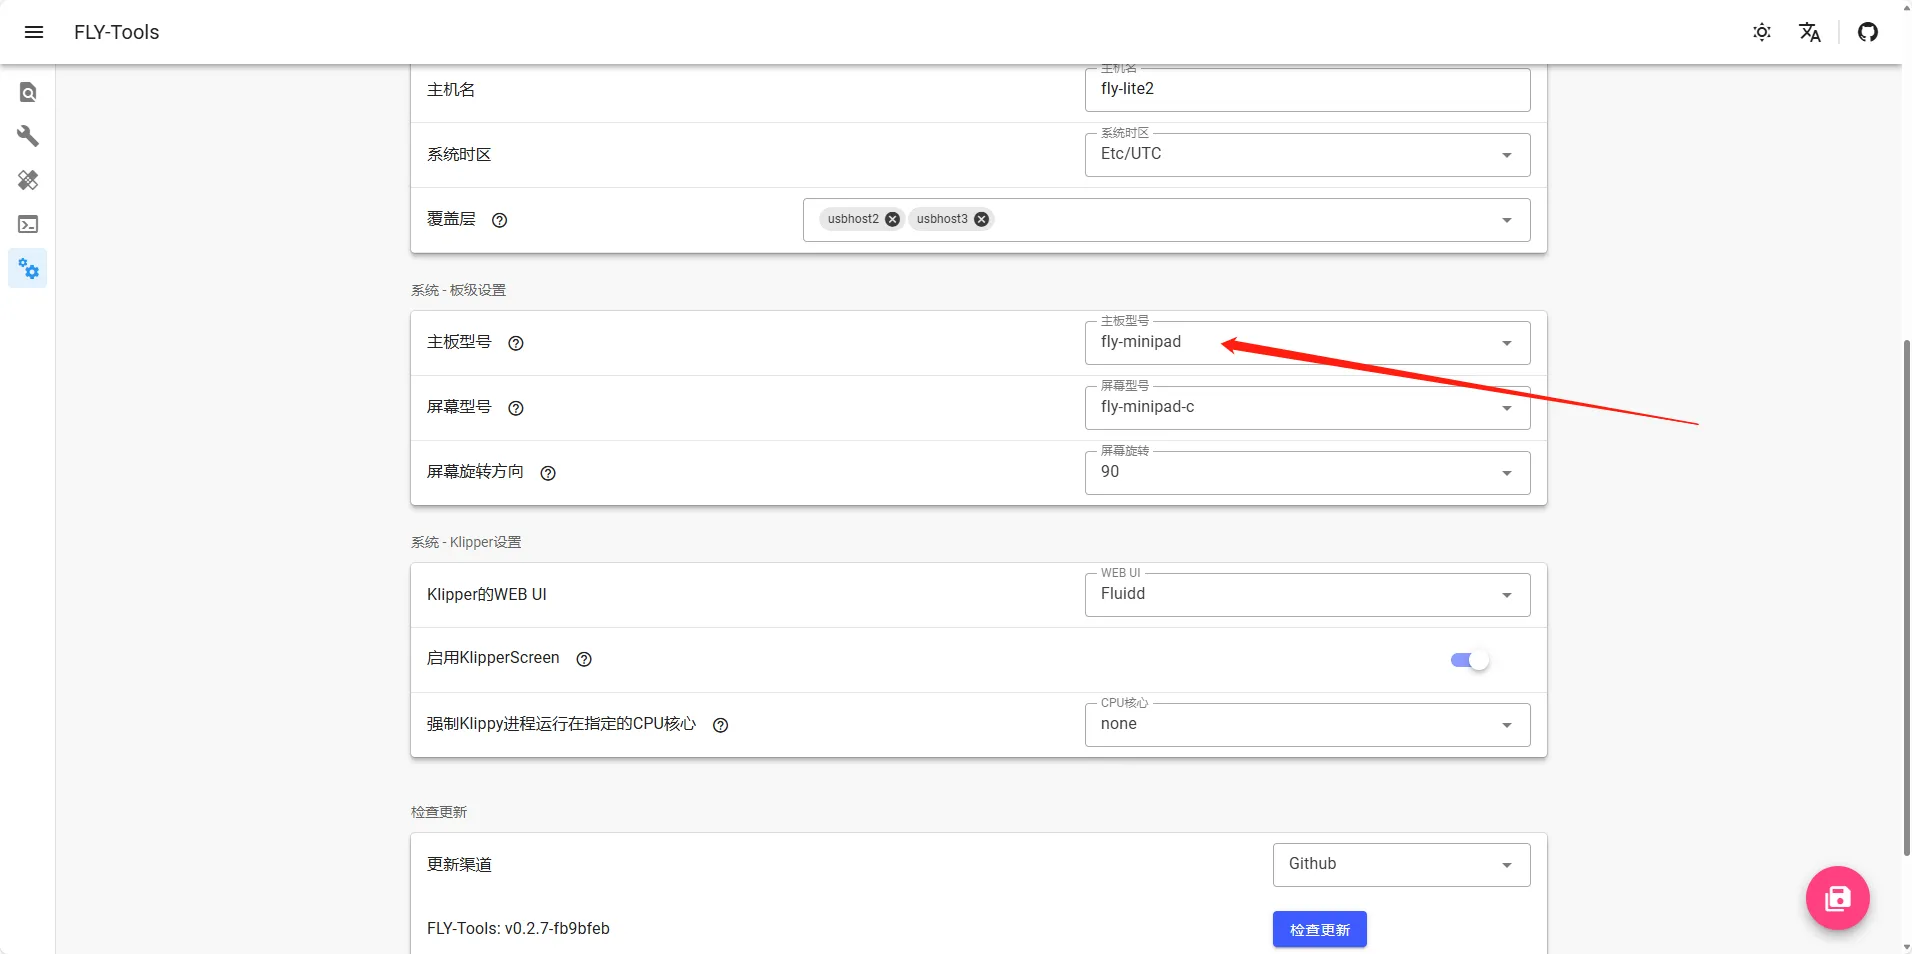 FLY-Tools
主机名
主机名
fly-lite2
系统时区
系统时区
Etc/UTC
覆盖层
usbhost2
usbhost3
系统 - 板级设置
主板型号
主板型号
fly-minipad
屏幕型号
屏幕型号
fly-minipad-c
屏幕旋转方向
屏幕旋转
90
系统 - Klipper设置
Klipper的WEB UI
WEB UI
Fluidd
启用KlipperScreen
强制Klippy进程运行在指定的CPU核心
CPU核心
none
检查更新
更新渠道
Github
FLY-Tools: v0.2.7-fb9bfeb
检查更新